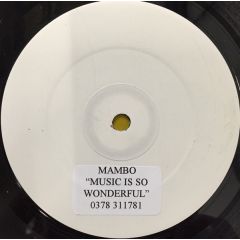 MAMBO
"MUSIC IS SO
WONDERFUL"
0378 311781